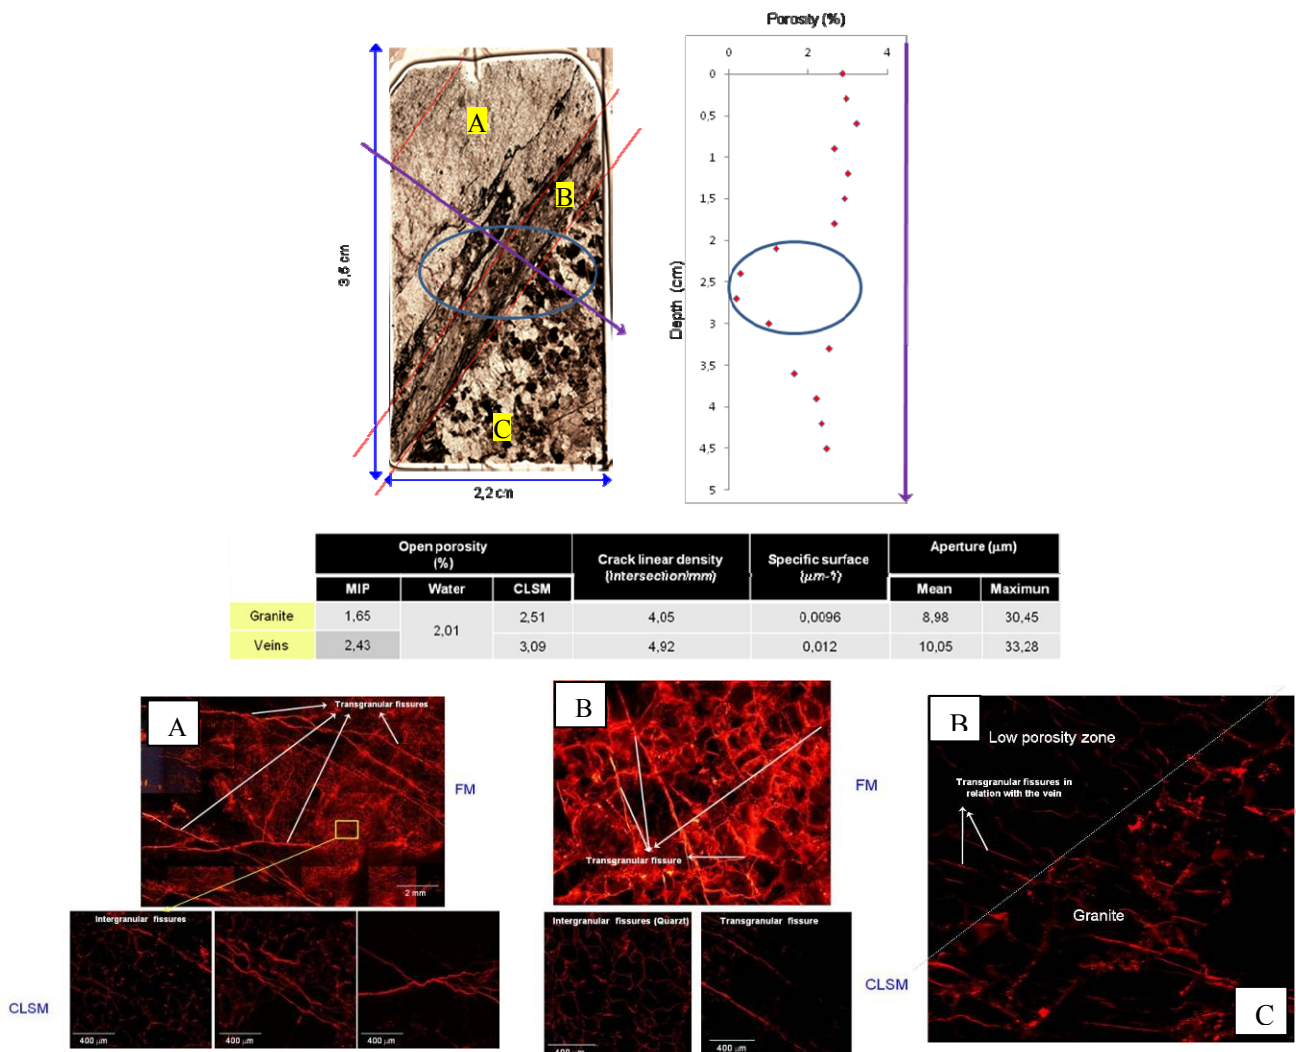 Porosity (%)
0 2 4
0
0,5
1
1,5
2
2,5
3
3,5
4
4,5
5
Depth (cm)
A
B
C
3,5 cm
2,2 cm
Open porosity
(%)
Crack linear density
(Intersection/mm)
Specific surface
(µm-1)
Aperture (µm)
MIP Water CLSM Mean Maximun
Granite 1,65 2,01 2,51 4,05 0,0096 8,98 30,45
Veins 2,43 3,09 4,92 0,012 10,05 33,28
A
Transgranular fissures
2 mm
FM
Intergranular fissures
CLSM
400 µm
400 µm
400 µm
B
Transgranular fissure
FM
Intergranular fissures (Quarzt)
Transgranular fissure
400 µm
400 µm
CLSM
B
Low porosity zone
Transgranular fissures in
relation with the vein
Granite
C